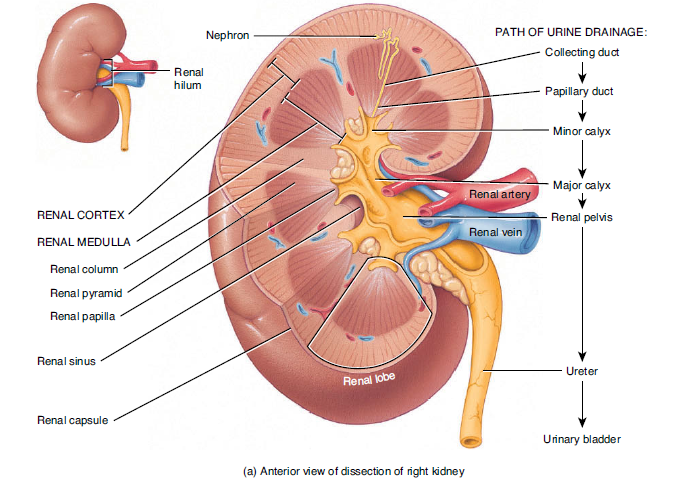 Nephron
PATH OF URINE DRAINAGE:
Collecting duct
Renal
hilum
Papillary duct
Minor calyx
Major calyx
Renal artery
RENAL CORTEX
Renal pelvis
RENAL MEDULLA
Renal vein
Renal column
Renal pyramid
Renal papilla
Renal sinus
Ureter
Renal lobe
Renal capsule
Urinary bladder
(a) Anterior view of dissection of right kidney